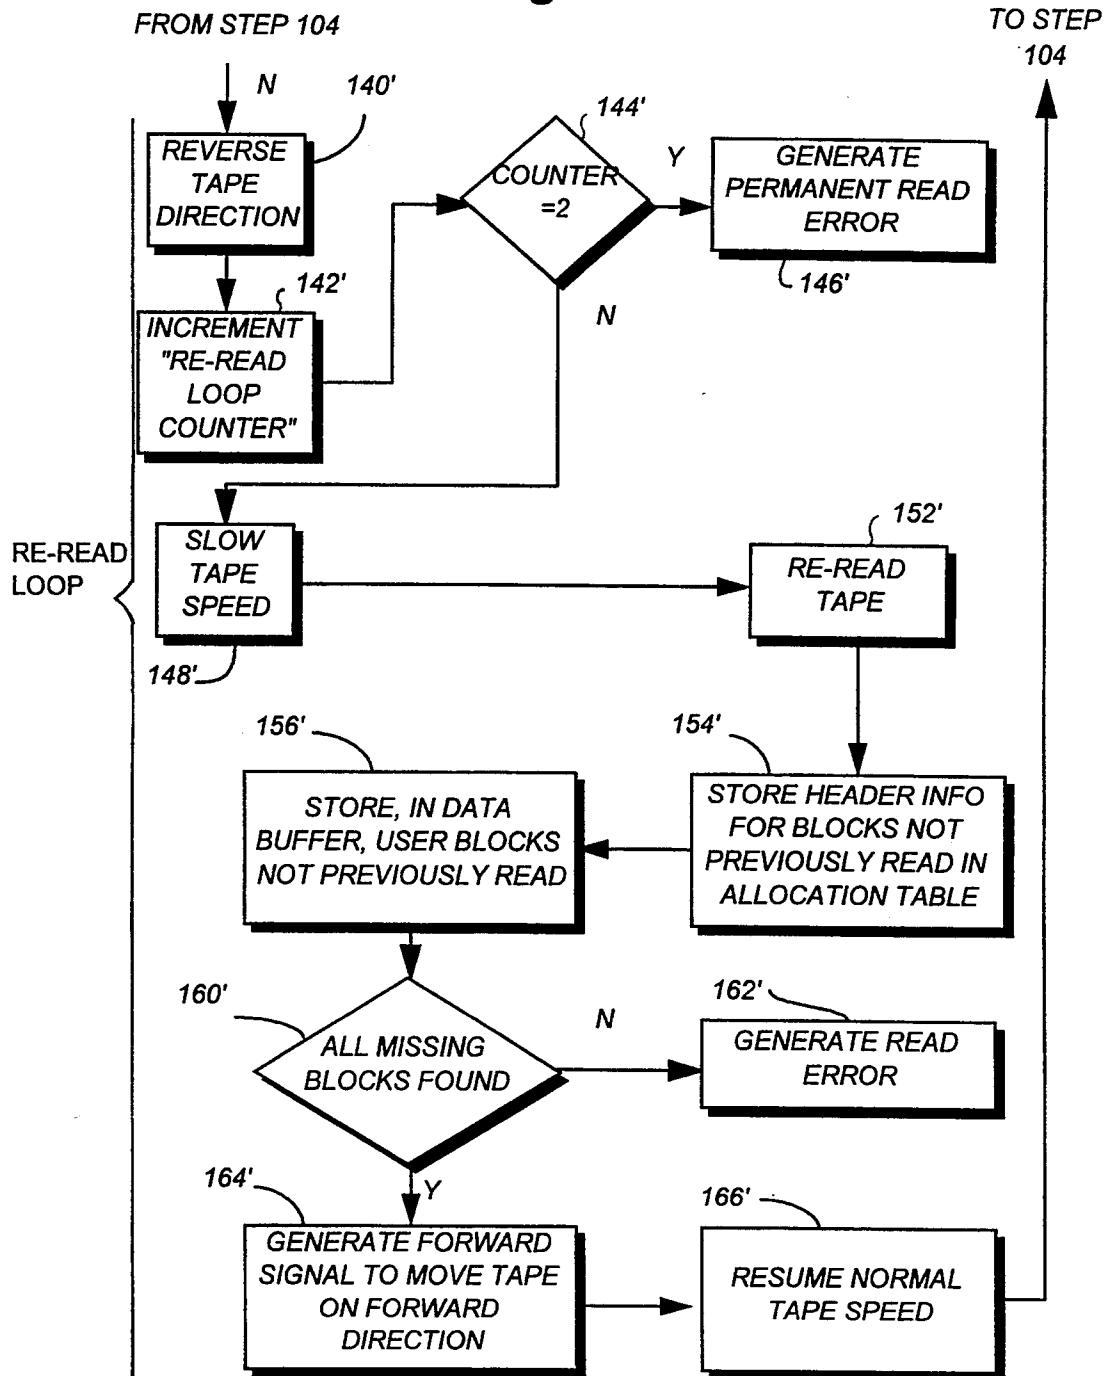 FROM STEP 104
TO STEP
104
N
140'
REVERSE
TAPE
DIRECTION
142'
INCREMENT
"RE-READ
LOOP
COUNTER"
144'
COUNTER
=2
Y
N
GENERATE
PERMANENT READ
ERROR
146'
RE-READ
LOOP
SLOW
TAPE
SPEED
148'
152'
RE-READ
TAPE
154'
STORE HEADER INFO
FOR BLOCKS NOT
PREVIOUSLY READ IN
ALLOCATION TABLE
156'
STORE, IN DATA
BUFFER, USER BLOCKS
NOT PREVIOUSLY READ
160'
ALL MISSING
BLOCKS FOUND
N
162'
GENERATE READ
ERROR
Y
164'
GENERATE FORWARD
SIGNAL TO MOVE TAPE
ON FORWARD
DIRECTION
166'
RESUME NORMAL
TAPE SPEED